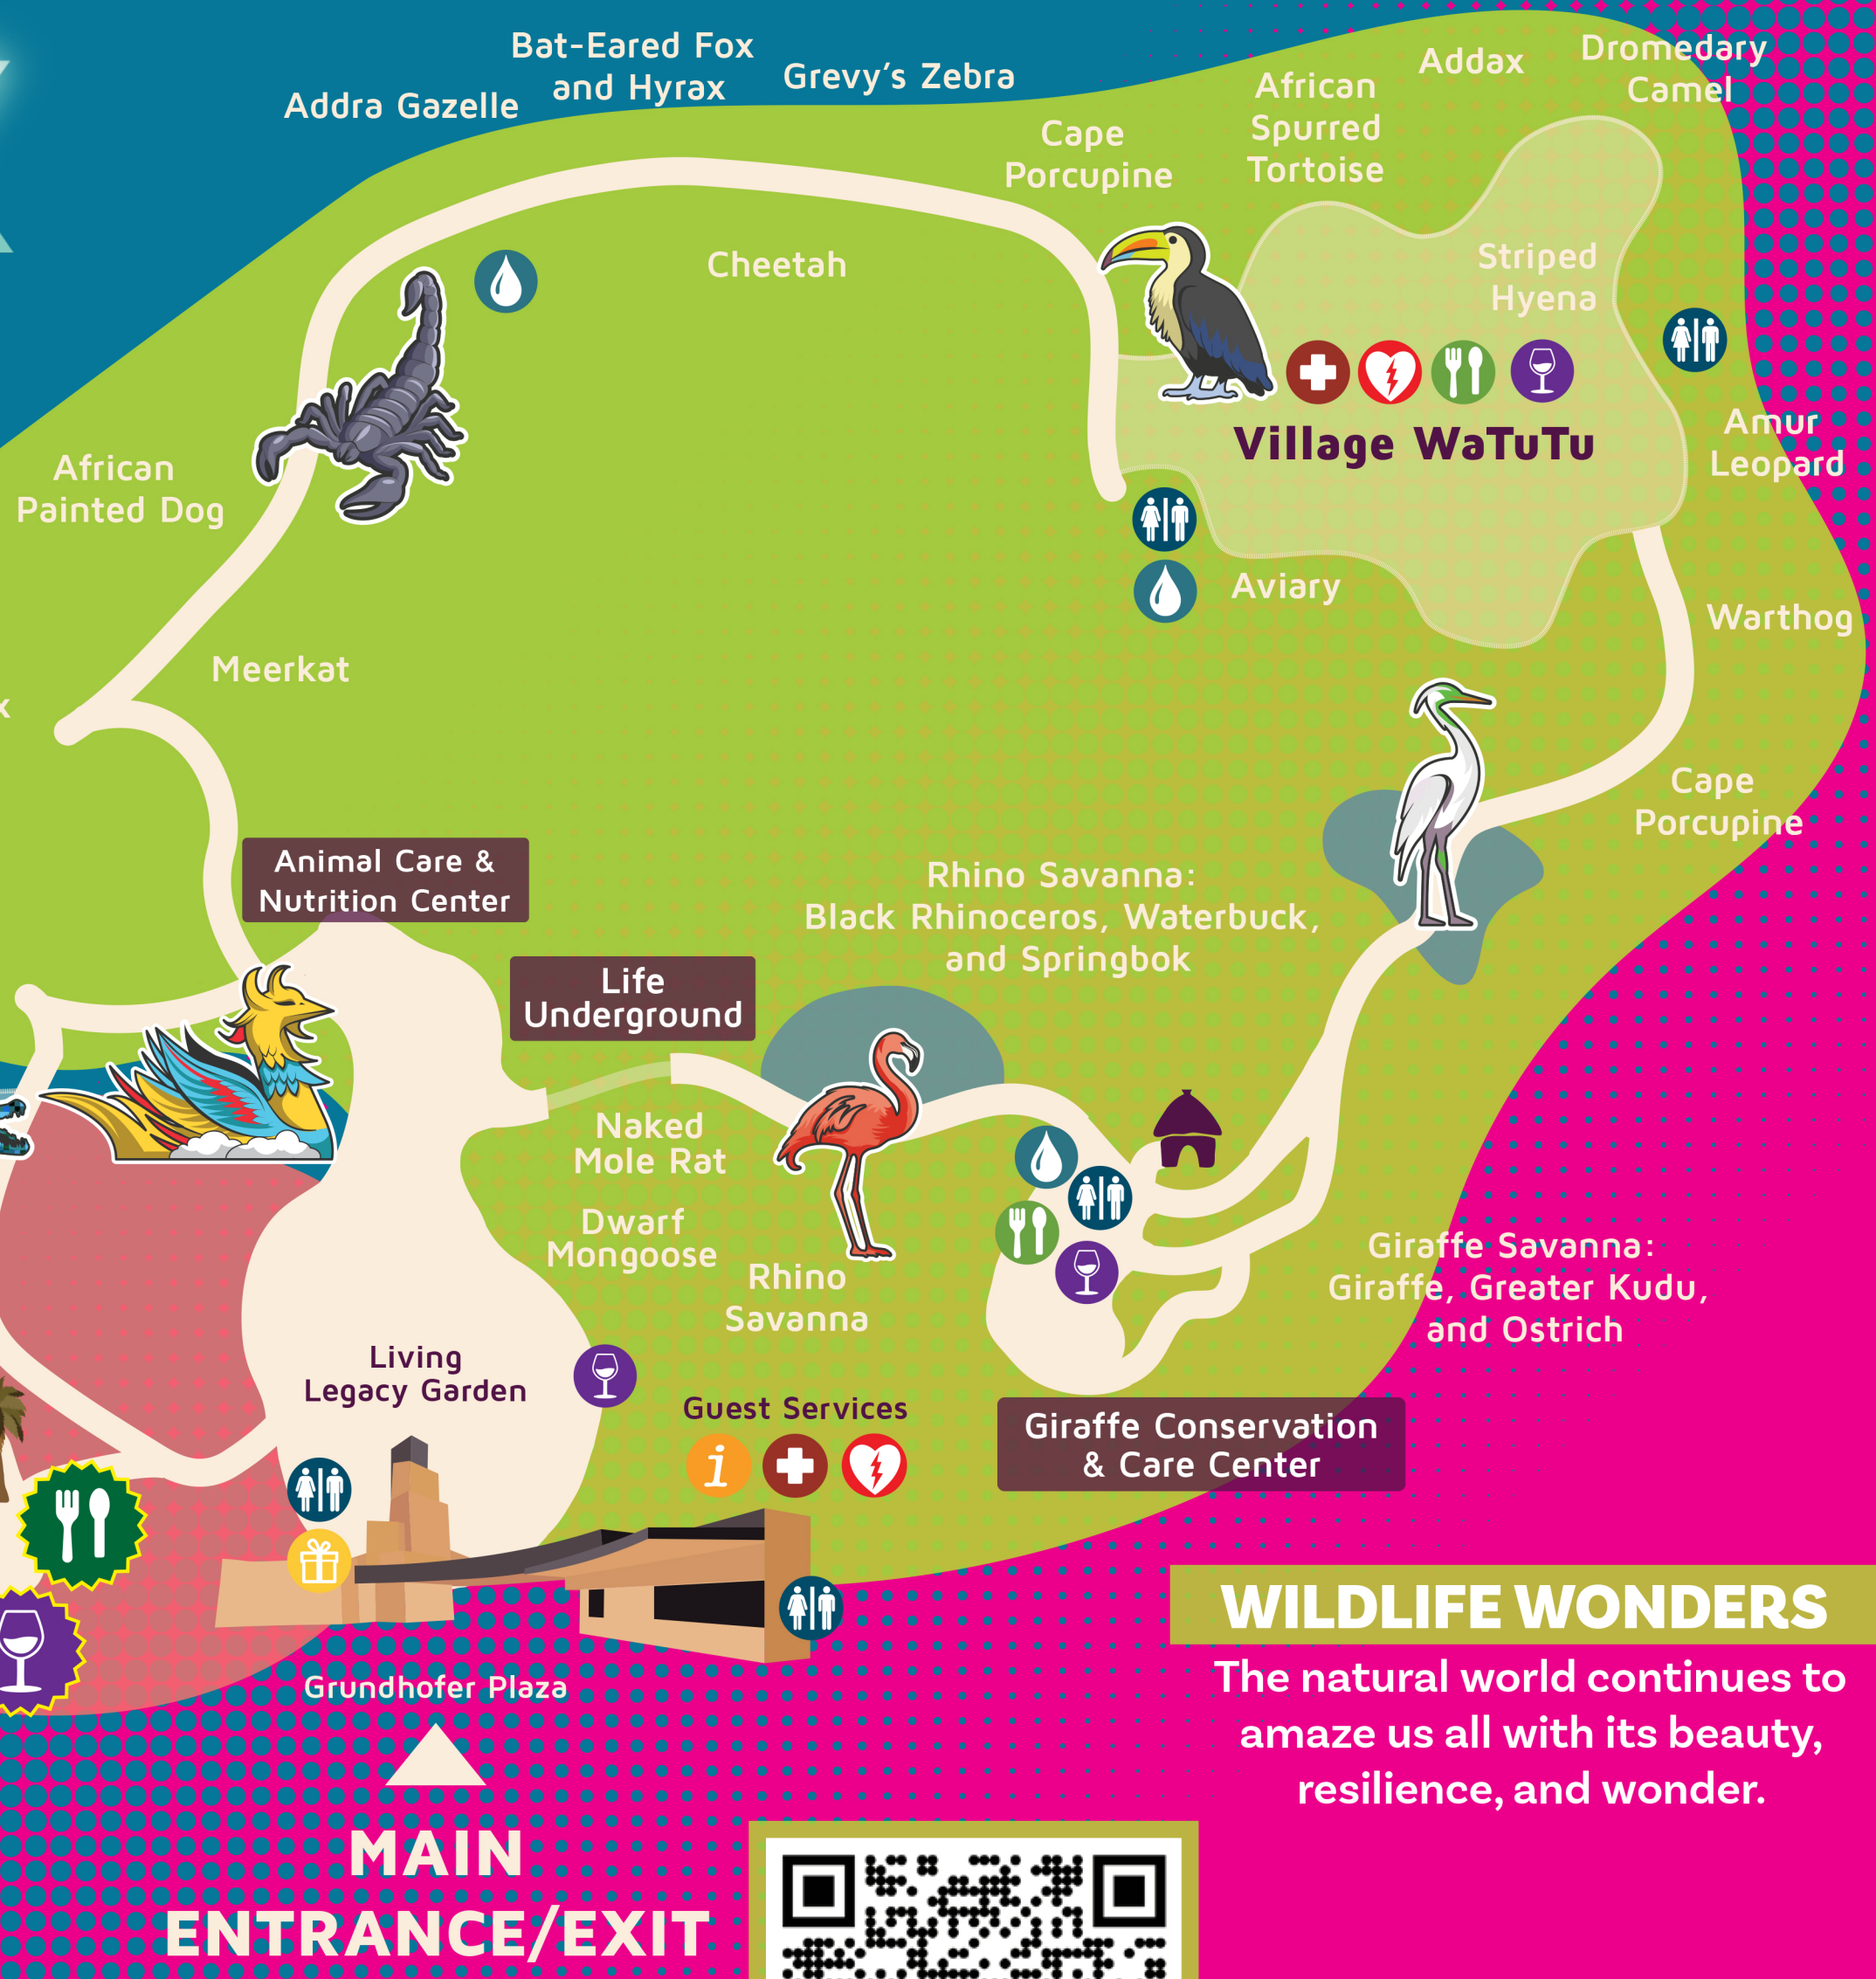 Bat-Eared Fox
and Hyrax
Grevy's Zebra
Addra Gazelle
Addax
Dromedary
Camel
African
Spurred
Tortoise
Cape
Porcupine
Cheetah
Striped
Hyena
Village WaTuTu
Amur
Leopard
African
Painted Dog
Aviary
Warthog
Meerkat
x
Cape
Porcupine
Animal Care &
Nutrition Center
Rhino Savanna:
Black Rhinoceros, Waterbuck,
and Springbok
Life
Underground
Naked
Mole Rat
Dwarf
Mongoose
Rhino
Savanna
Giraffe Savanna:
Giraffe, Greater Kudu,
and Ostrich
Living
Legacy Garden
Guest Services
i
Giraffe Conservation
& Care Center
Grundhofer Plaza
MAIN
ENTRANCE/EXIT
WILDLIFE WONDERS
The natural world continues to
amaze us all with its beauty,
resilience, and wonder.